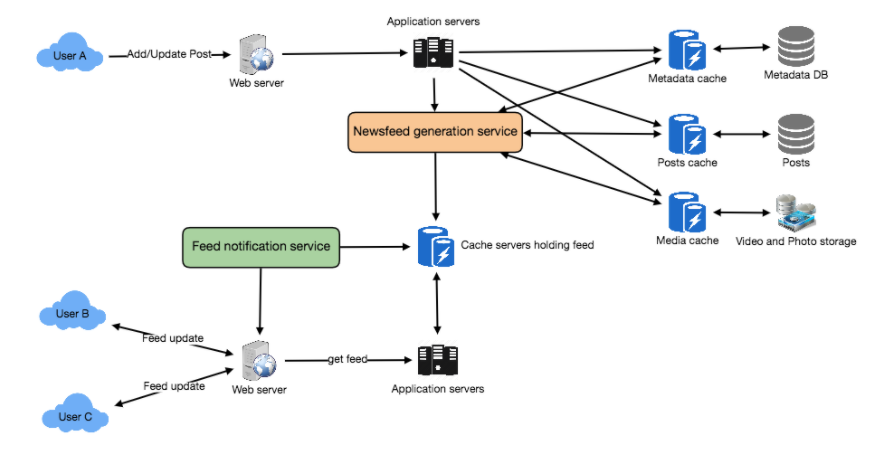 Application servers
User A
Add/Update Post
Web server
Metadata cache
Metadata DB
Newsfeed generation service
Posts cache
Posts
Media cache
Video and Photo storage
Feed notification service
Cache servers holding feed
User B
Feed update
get feed
Feed update
Web server
Application servers
User C